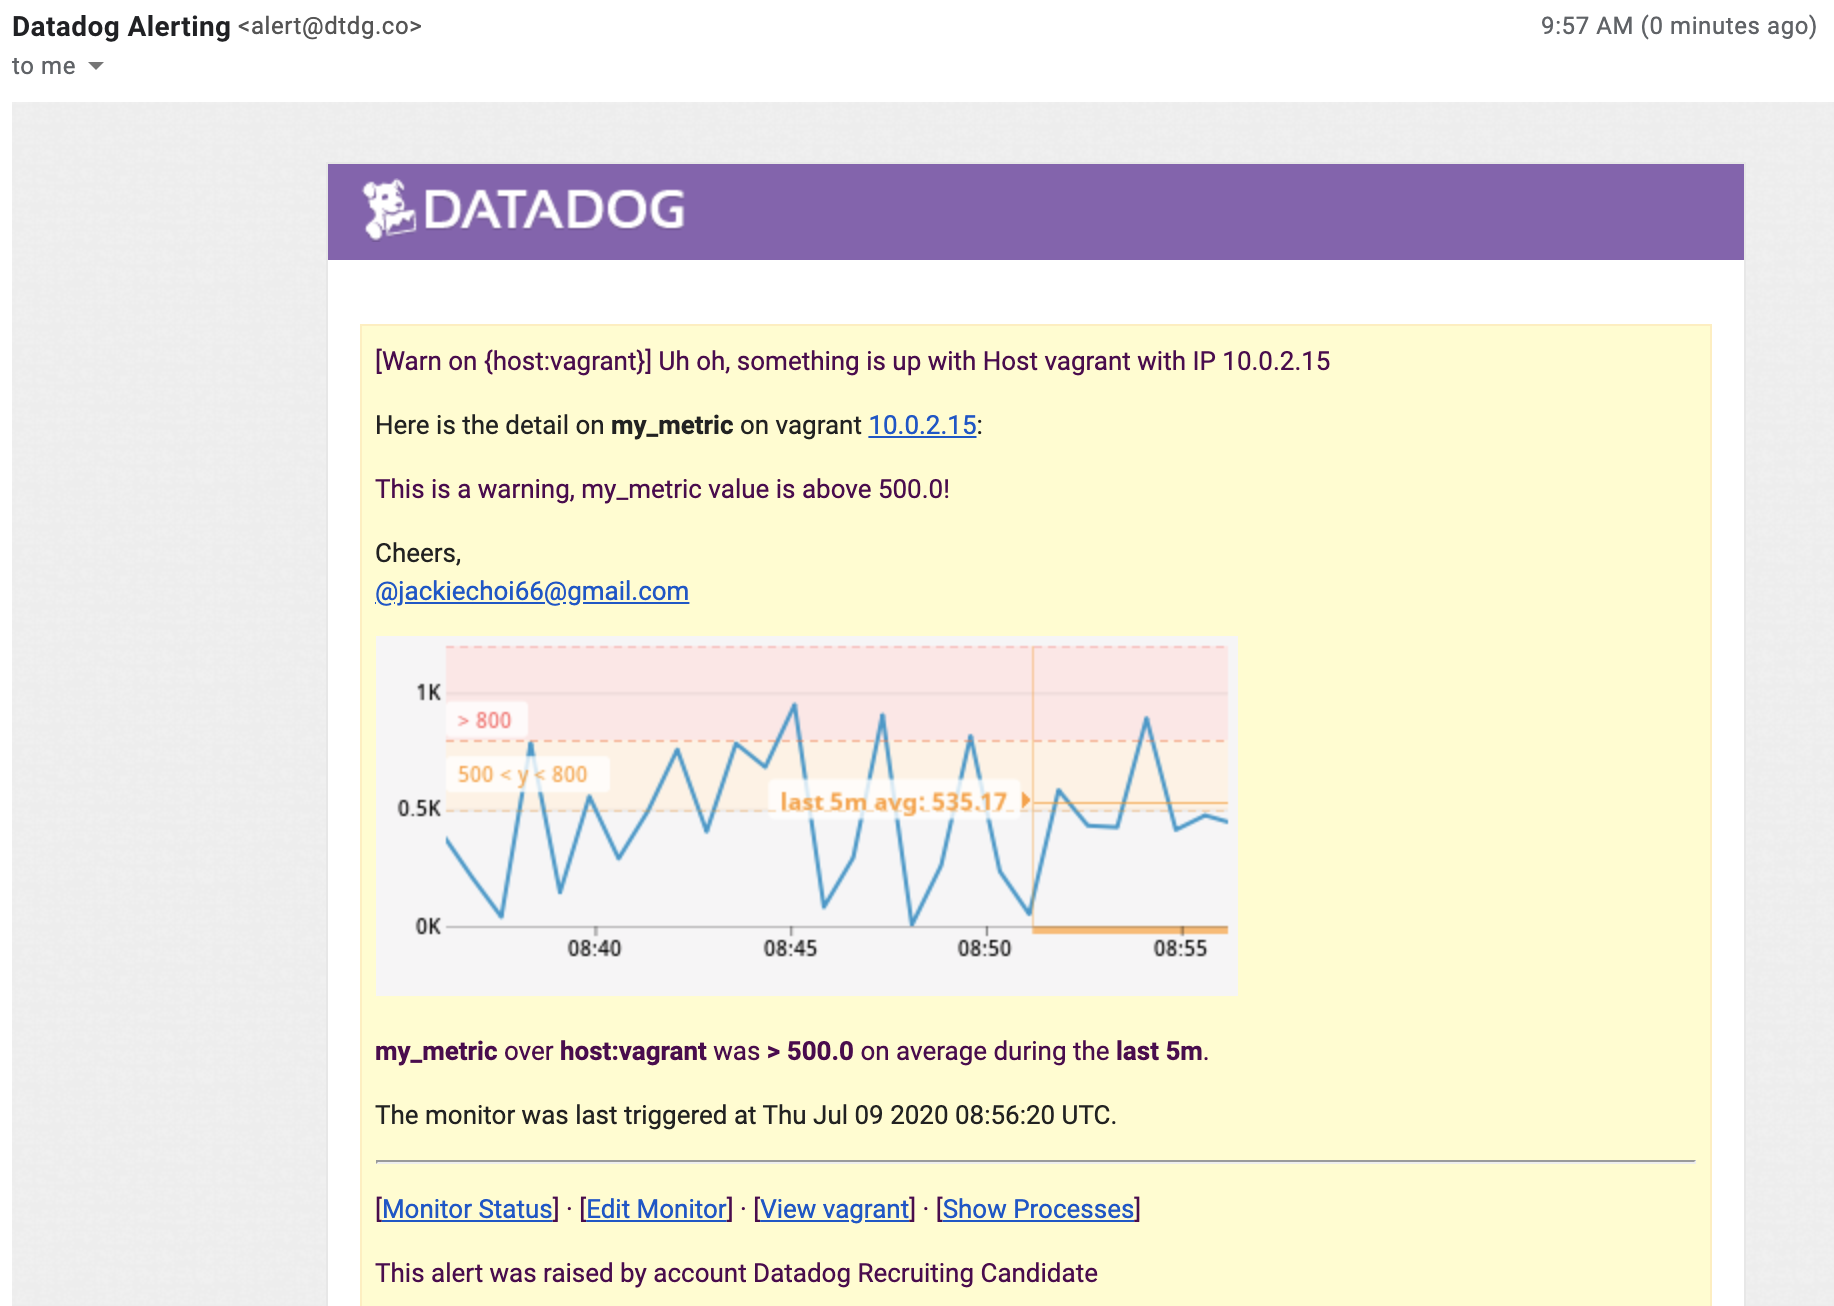 Datadog Alerting <alert@dtdg.co>
9:57 AM (0 minutes ago)
to me
DATADOG
[Warn on {host:vagrant}] Uh oh, something is up with Host vagrant with IP 10.0.2.15
Here is the detail on my_metric on vagrant 10.0.2.15:
This is a warning, my_metric value is above 500.0!
Cheers,
@jackiechoi66@gmail.com
1K
> 800
500 < y < 800
last 5m avg: 535.17
0.5K
0K
08:40 08:45 08:50 08:55
my_metric over host:vagrant was > 500.0 on average during the last 5m.
The monitor was last triggered at Thu Jul 09 2020 08:56:20 UTC.
[Monitor Status] · [Edit Monitor] · [View vagrant] · [Show Processes]
This alert was raised by account Datadog Recruiting Candidate